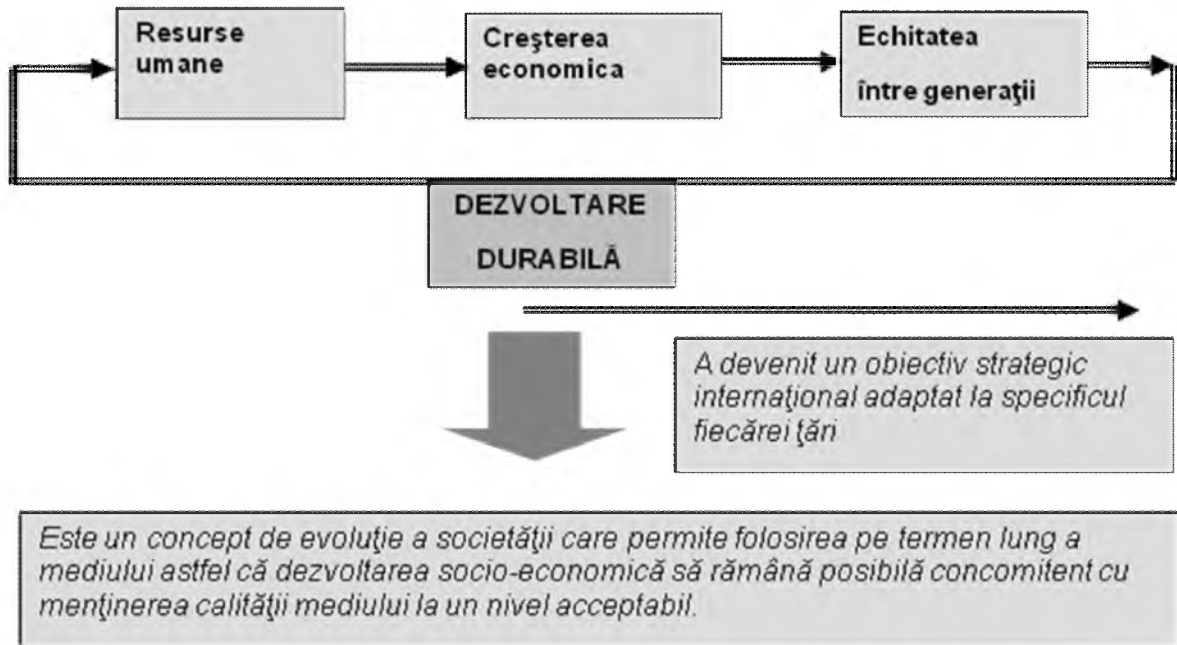 Resurse
umane
Creşterea
economica
Echitatea
între generaţii
DEZVOLTARE
DURABILĂ
A devenit un obiectiv strategic
internaţional adaptat la specificul
fiecărei ţări
Este un concept de evoluţie a societăţii care permite folosirea pe termen lung a
mediului astfel că dezvoltarea socio-economică să rămână posibilă concomitent cu
menţinerea calităţii mediului la un nivel acceptabil.